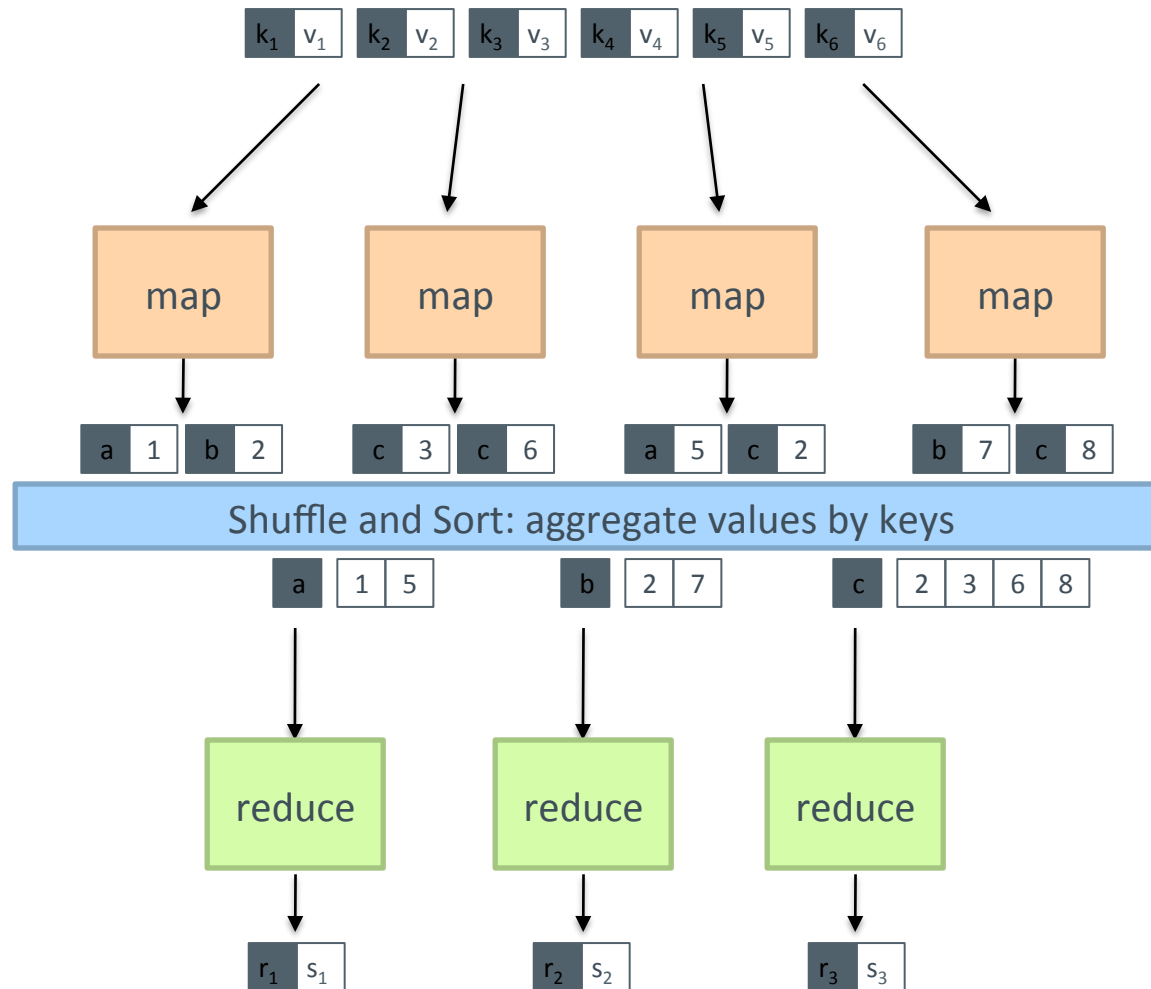 k₁ v₁ k₂ v₂ k₃ v₃ k₄ v₄ k₅ v₅ k₆ v₆
map map map map
a 1 b 2 c 3 c 6 a 5 c 2 b 7 c 8
Shuffle and Sort: aggregate values by keys
a 1 5 b 2 7 c 2 3 6 8
reduce reduce reduce
r₁ s₁ r₂ s₂ r₃ s₃